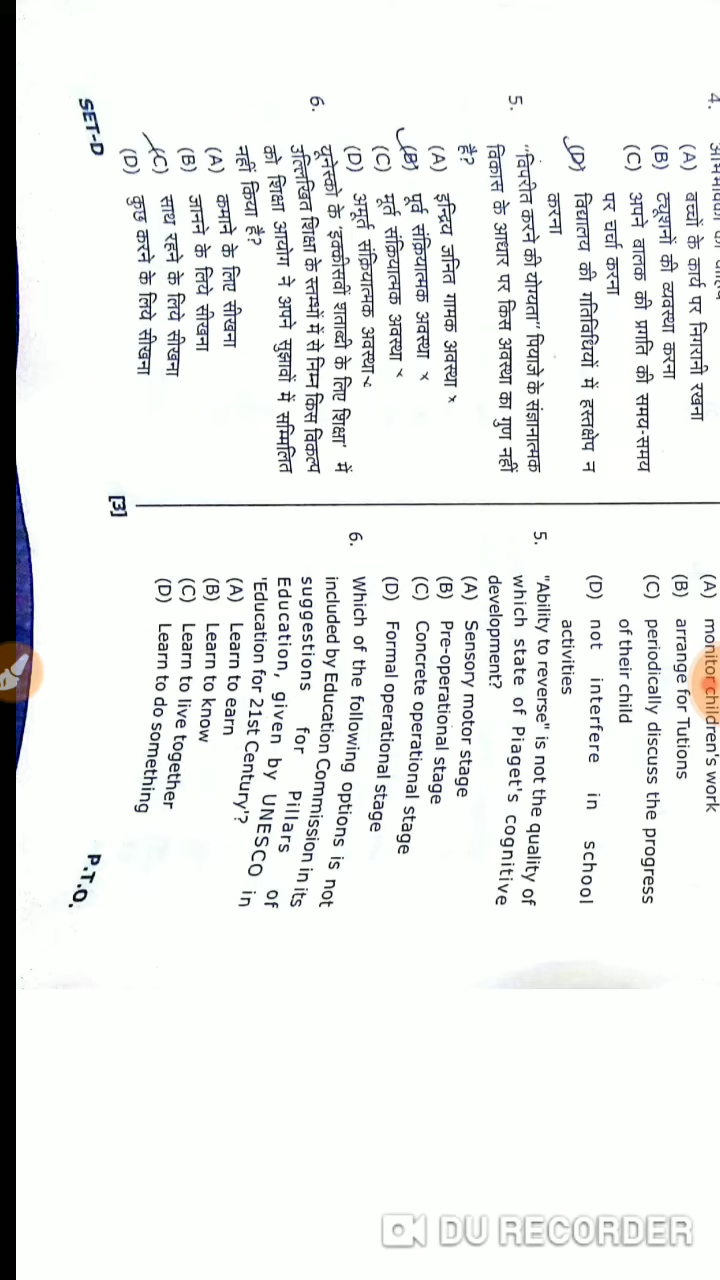 4.
(A) बच्चों के कार्य पर निगरानी रखना
(B) ट्यूशनों की व्यवस्था करना
(C) अपने बालक की प्रगति की समय-समय
पर चर्चा करना
(D) विद्यालय की गतिविधियों में हस्तक्षेप न
करना
5. "विपरीत करने की योग्यता" पियाजे के संज्ञानात्मक
विकास के आधार पर किस अवस्था का गुण नहीं
है?
(A) इन्द्रिय जनित गामक अवस्था ×
(B) पूर्व संक्रियात्मक अवस्था ×
(C) मूर्त संक्रियात्मक अवस्था
(D) अमूर्त संक्रियात्मक अवस्था
6. यूनेस्को के 'इक्कीसवीं शताब्दी के लिए शिक्षा' में
उल्लिखित शिक्षा के स्तम्भों में से निम्न किस विकल्प
को शिक्षा आयोग ने अपने सुझावों में सम्मिलित
नहीं किया है?
(A) कमाने के लिए सीखना
(B) जानने के लिये सीखना
(C) साथ रहने के लिये सीखना
(D) कुछ करने के लिये सीखना
SET-D
[3]
(A) monitor children's work
(B) arrange for Tutions
(C) periodically discuss the progress
of their child
(D) not interfere in school
activities
5. "Ability to reverse" is not the quality of
which state of Piaget's cognitive
development?
(A) Sensory motor stage
(B) Pre-operational stage
(C) Concrete operational stage
(D) Formal operational stage
6. Which of the following options is not
included by Education Commission in its
suggestions for Pillars of
Education, given by UNESCO in
'Education for 21st Century'?
(A) Learn to earn
(B) Learn to know
(C) Learn to live together
(D) Learn to do something
P.T.O.
DU RECORDER